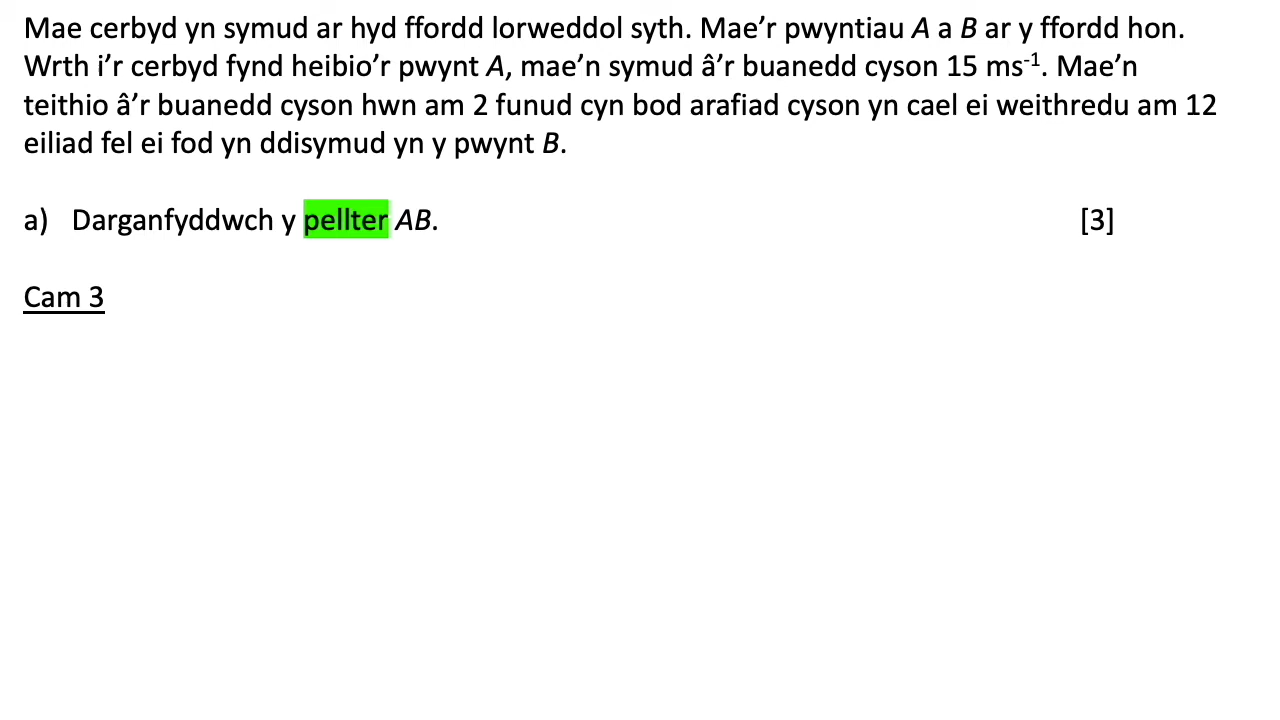 Mae cerbyd yn symud ar hyd ffordd lorweddol syth. Mae’r pwyntiau A a B ar y ffordd hon.
Wrth i’r cerbyd fynd heibio’r pwynt A, mae’n symud â’r buanedd cyson 15 ms⁻¹. Mae’n
teithio â’r buanedd cyson hwn am 2 funud cyn bod arafiad cyson yn cael ei weithredu am 12
eiliad fel ei fod yn ddisymud yn y pwynt B.
a) Darganfyddwch y pellter AB. [3]
Cam 3